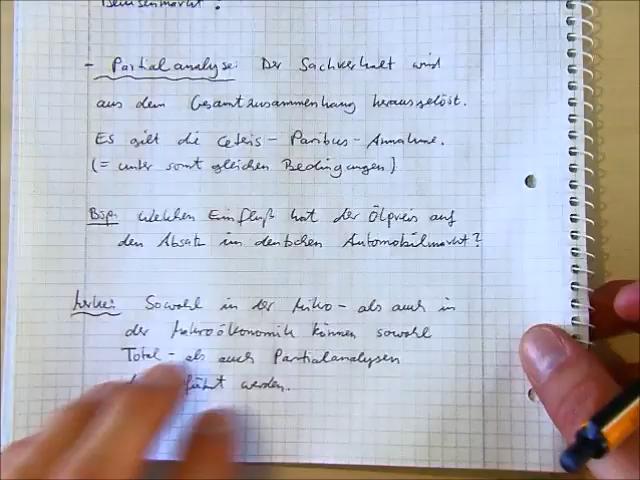 - Partialanalyse: Der Sachverhalt wird
aus dem Gesamtzusammenhang herausgelöst.
Es gilt die Ceteris-Paribus-Annahme.
(= unter sonst gleichen Bedingungen)
Bsp: Welchen Einfluß hat der Ölpreis auf
den Absatz im deutschen Automobilmarkt?
Merke: Sowohl in der Mikro- als auch in
der Makroökonomik können sowohl
Total- als auch Partialanalysen
werden.